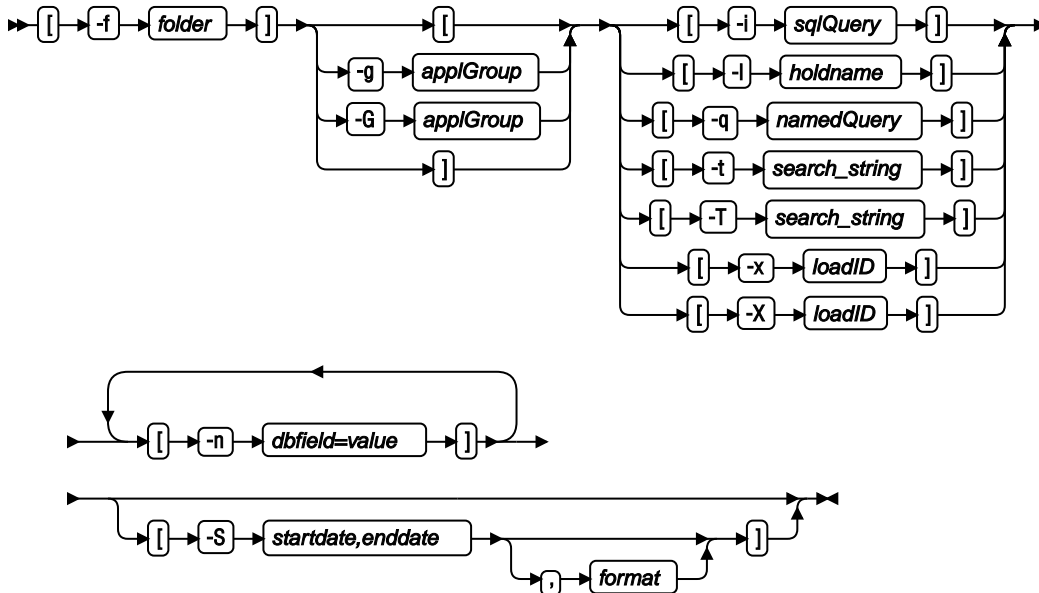 [ -f folder ] [ [ -i sqlQuery ]
-g applGroup [ -l holdname ]
-G applGroup [ -q namedQuery ]
] [ -t search_string ]
[ -T search_string ]
[ -x loadID ]
[ -X loadID ]
[ -n dbfield=value ]
[ -S startdate,enddate ]
, format